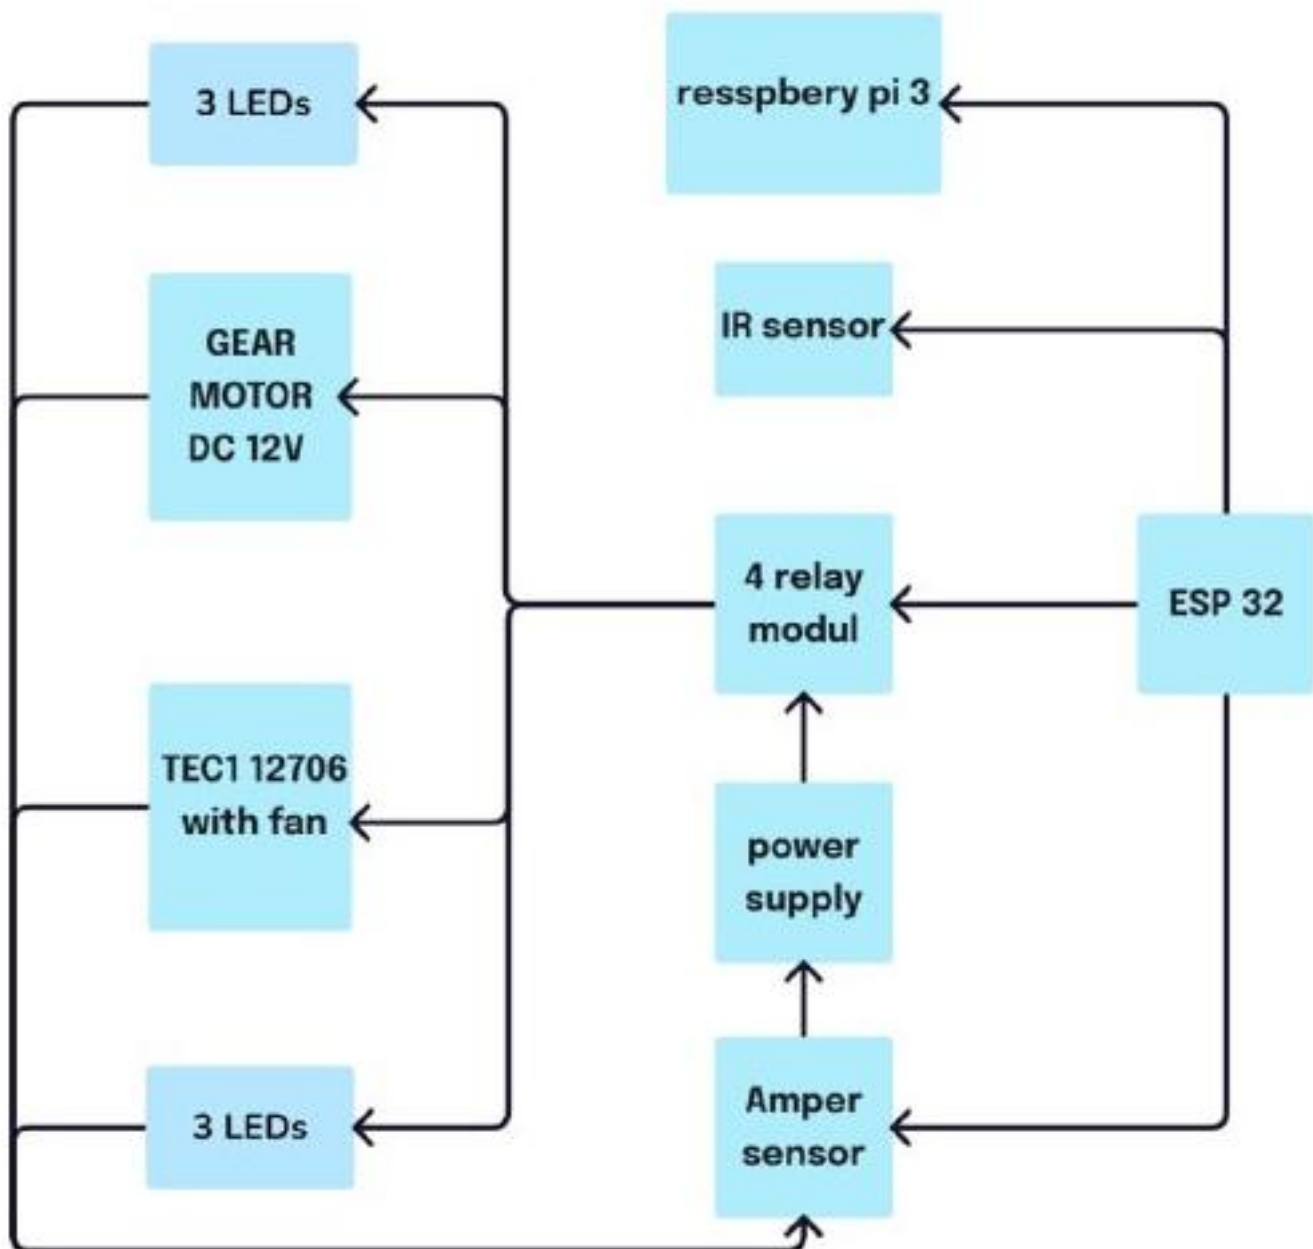 3 LEDs
resspbery pi 3
IR sensor
GEAR
MOTOR
DC 12V
4 relay
modul
ESP 32
TEC1 12706
with fan
power
supply
Amper
sensor
3 LEDs